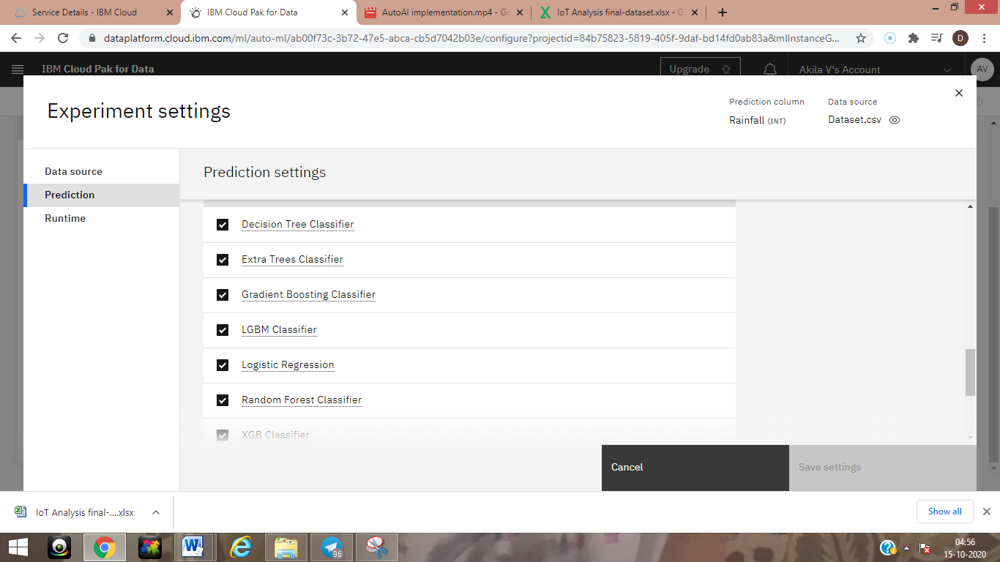 Service Details - IBM Cloud
IBM Cloud Pak for Data
AutoAI implementation.mp4 - Go
IoT Analysis final-dataset.xlsx - G
dataplatform.cloud.ibm.com/ml/auto-ml/ab00f73c-3b72-47e5-abca-cb5d7042b03e/configure?projectid=84b75823-5819-405f-9daf-bd14fd0ab83a&mlInstanceG...
D
IBM Cloud Pak for Data
Upgrade
Akila V's Account
AV
Experiment settings
Prediction column
Data source
Rainfall (INT)
Dataset.csv
Data source
Prediction
Runtime
Prediction settings
Decision Tree Classifier
Extra Trees Classifier
Gradient Boosting Classifier
LGBM Classifier
Logistic Regression
Random Forest Classifier
XGB Classifier
Cancel
Save settings
IoT Analysis final-....xlsx
Show all
96
04:56
15-10-2020